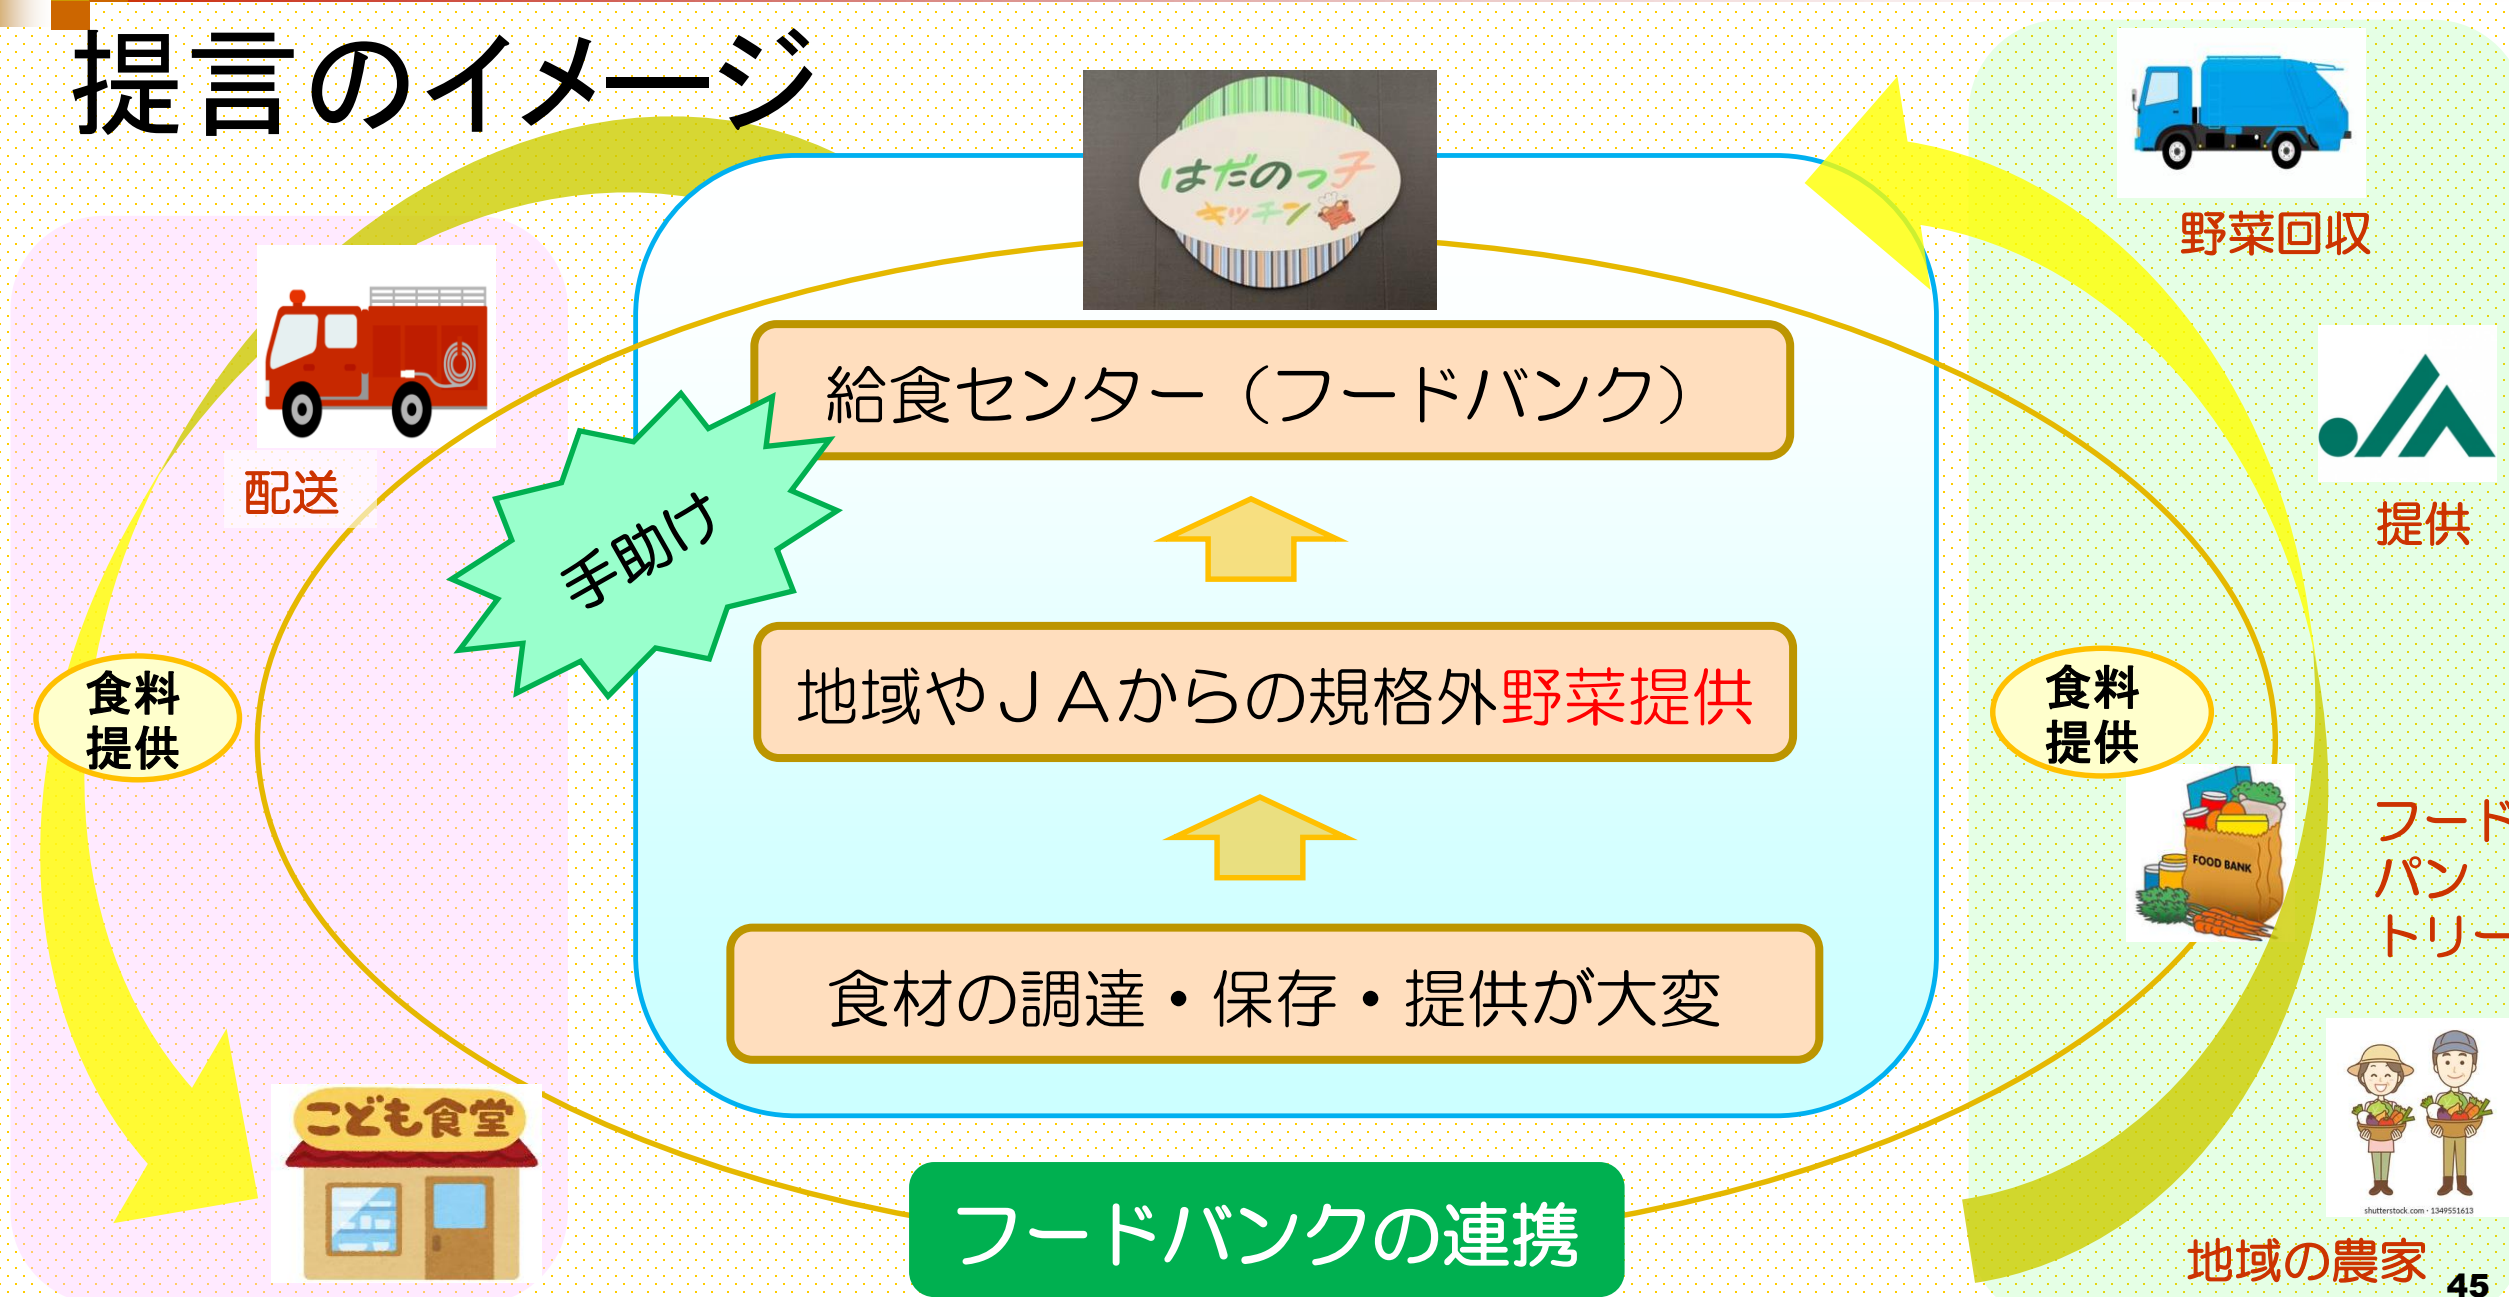 提言のイメージ
はだのっ子
キッチン
野菜回収
給食センター（フードバンク）
配送
手助け
提供
地域やＪＡからの規格外野菜提供
食料
提供
食料
提供
FOOD BANK
フード
パン
トリー
食材の調達・保存・提供が大変
こども食堂
shutterstock.com · 1349551613
フードバンクの連携
地域の農家
45